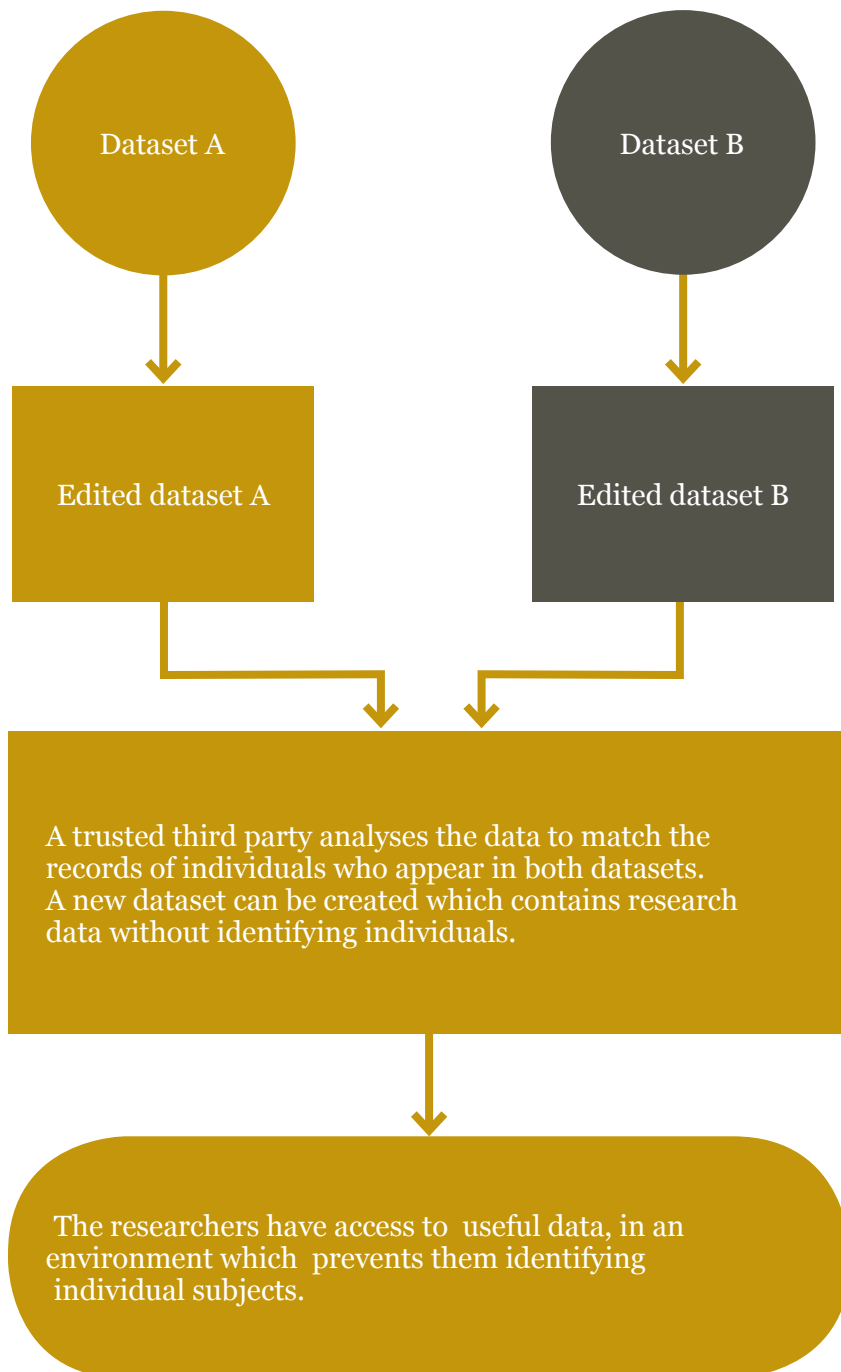 Dataset A
Dataset B
Edited dataset A
Edited dataset B
A trusted third party analyses the data to match the
records of individuals who appear in both datasets.
A new dataset can be created which contains research
data without identifying individuals.
The researchers have access to  useful data, in an
environment which  prevents them identifying
individual subjects.